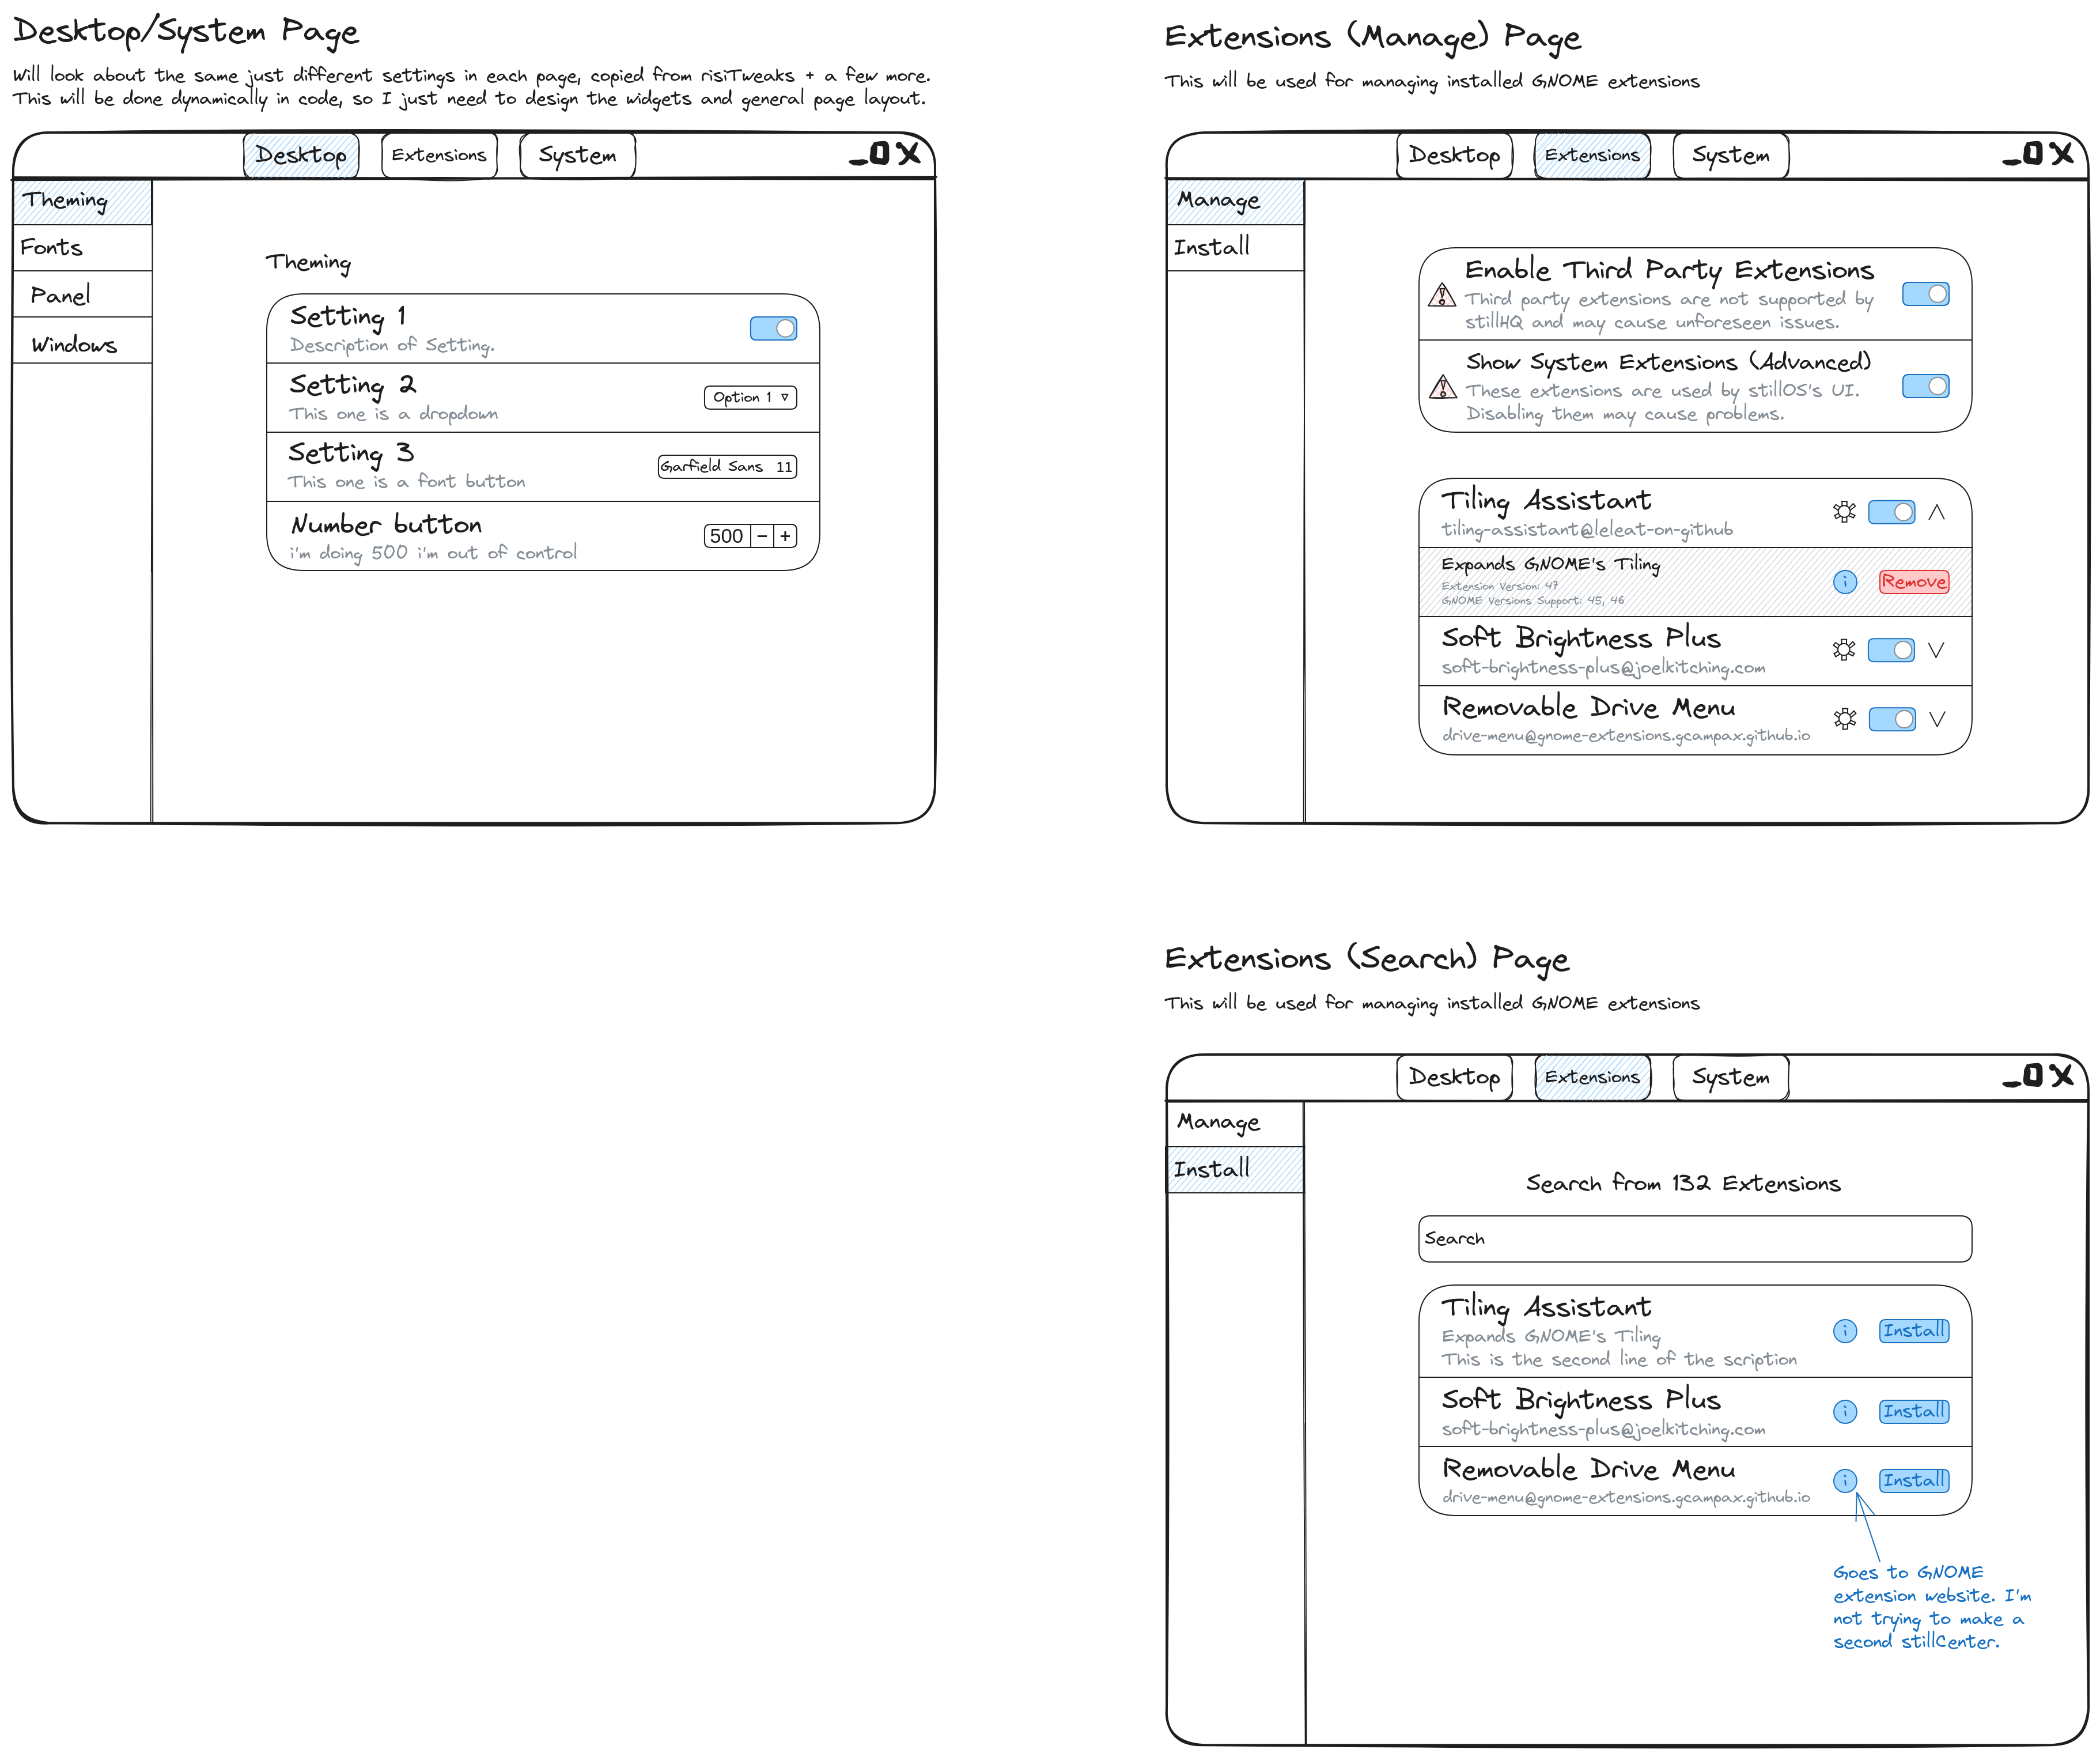 Desktop/System Page
Will look about the same just different settings in each page, copied from risiTweaks + a few more.
This will be done dynamically in code, so I just need to design the widgets and general page layout.
Desktop
Extensions
System
Theming
Fonts
Panel
Windows
Theming
Setting 1
Description of Setting.
Setting 2
This one is a dropdown
Option 1
Setting 3
This one is a font button
Garfield Sans 11
Number button
i'm doing 500 i'm out of control
500 - +
Extensions (Manage) Page
This will be used for managing installed GNOME extensions
Desktop
Extensions
System
Manage
Install
Enable Third Party Extensions
Third party extensions are not supported by
stillHQ and may cause unforeseen issues.
Show System Extensions (Advanced)
These extensions are used by stillOS's UI.
Disabling them may cause problems.
Tiling Assistant
tiling-assistant@leleat-on-github
Expands GNOME's Tiling
Extension Version: 47
GNOME Versions Support: 45, 46
i
Remove
Soft Brightness Plus
soft-brightness-plus@joelkitching.com
Removable Drive Menu
drive-menu@gnome-extensions.gcampax.github.io
Extensions (Search) Page
This will be used for managing installed GNOME extensions
Desktop
Extensions
System
Manage
Install
Search from 132 Extensions
Search
Tiling Assistant
Expands GNOME's Tiling
This is the second line of the scription
i
Install
Soft Brightness Plus
soft-brightness-plus@joelkitching.com
i
Install
Removable Drive Menu
drive-menu@gnome-extensions.gcampax.github.io
i
Install
Goes to GNOME
extension website. I'm
not trying to make a
second stillCenter.